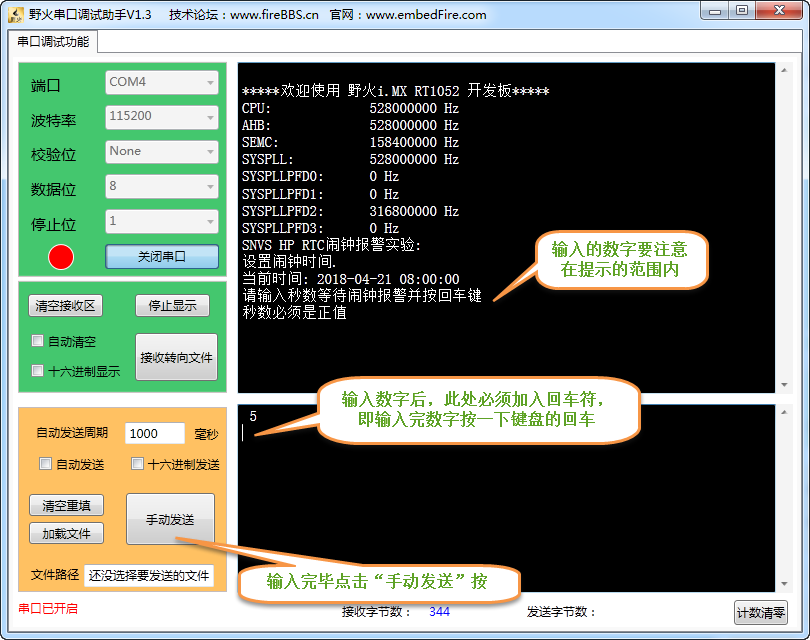 野火串口调试助手V1.3 技术论坛：www.fireBBS.cn 官网：www.embedFire.com
串口调试功能
端口 COM4
波特率 115200
校验位 None
数据位 8
停止位 1
关闭串口
清空接收区 停止显示
自动清空
十六进制显示
接收转向文件
*****欢迎使用 野火i.MX RT1052 开发板*****
CPU: 528000000 Hz
AHB: 528000000 Hz
SEMC: 158400000 Hz
SYSPLL: 528000000 Hz
SYSPLLPFD0: 0 Hz
SYSPLLPFD1: 0 Hz
SYSPLLPFD2: 316800000 Hz
SYSPLLPFD3: 0 Hz
SNVS HP RTC闹钟报警实验:
设置闹钟时间.
当前时间: 2018-04-21 08:00:00
请输入秒数等待闹钟报警并按回车键
秒数必须是正值
输入的数字要注意
在提示的范围内
自动发送周期 1000 毫秒
自动发送 十六进制发送
清空重填
加载文件
手动发送
文件路径 还没选择要发送的文件
5
输入数字后，此处必须加入回车符，
即输入完数字按一下键盘的回车
输入完毕点击“手动发送”按
串口已开启 接收字节数： 344 发送字节数： 计数清零